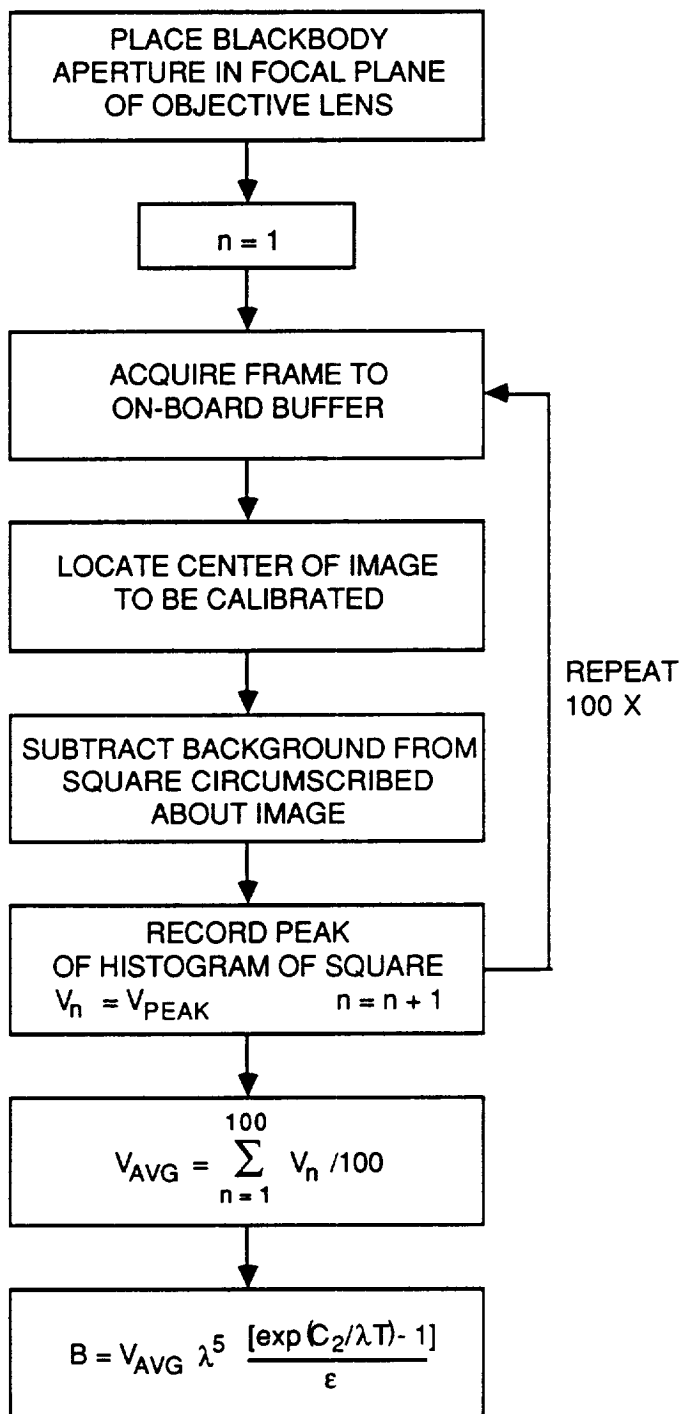 PLACE BLACKBODY
APERTURE IN FOCAL PLANE
OF OBJECTIVE LENS
n = 1
ACQUIRE FRAME TO
ON-BOARD BUFFER
LOCATE CENTER OF IMAGE
TO BE CALIBRATED
REPEAT
100 X
SUBTRACT BACKGROUND FROM
SQUARE CIRCUMSCRIBED
ABOUT IMAGE
RECORD PEAK
OF HISTOGRAM OF SQUARE
Vn = VPEAK n = n + 1
100
VAVG = Σ Vn /100
n = 1
B = VAVG λ⁵ [exp (C₂/λT) - 1]
ε